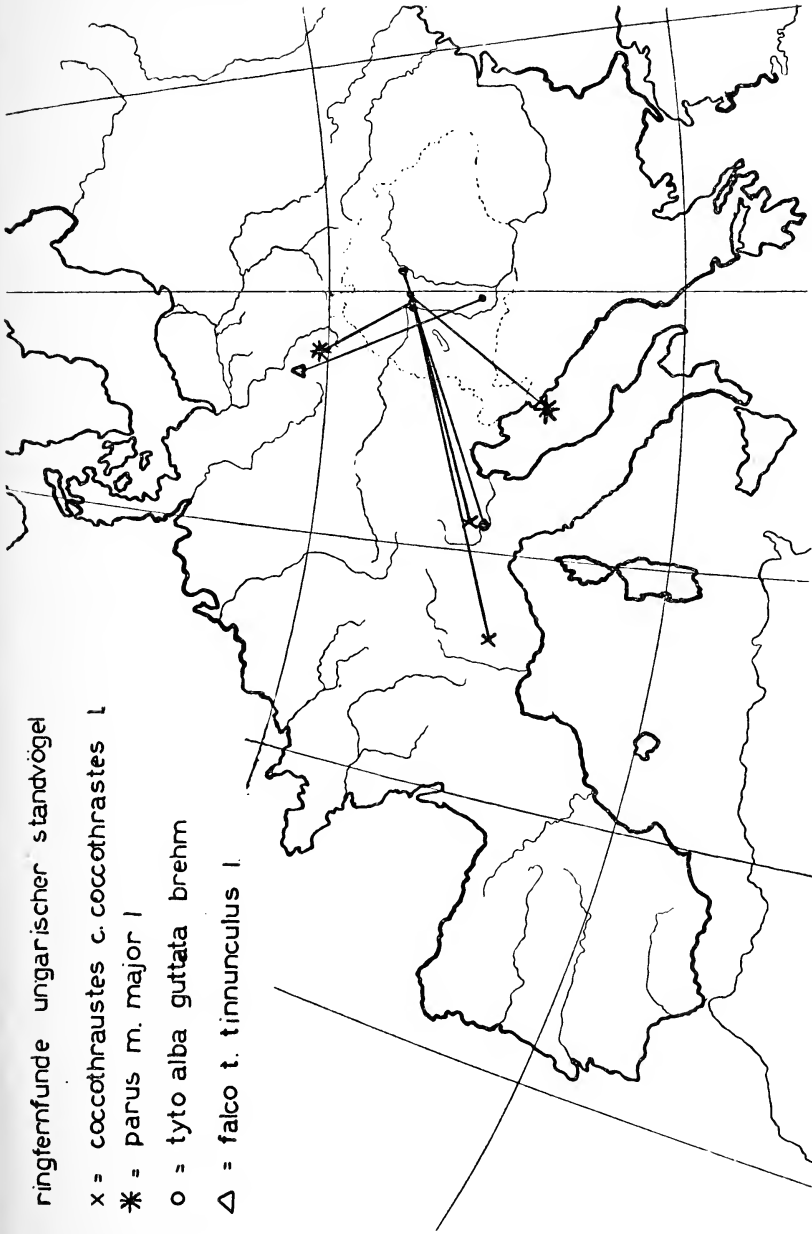 ringfernfunde ungarischer standvögel
x = coccothraustes c. coccothrastes L
✱ = parus m. major l
o = tyto alba guttata brehm
△ = falco t. tinnunculus l.